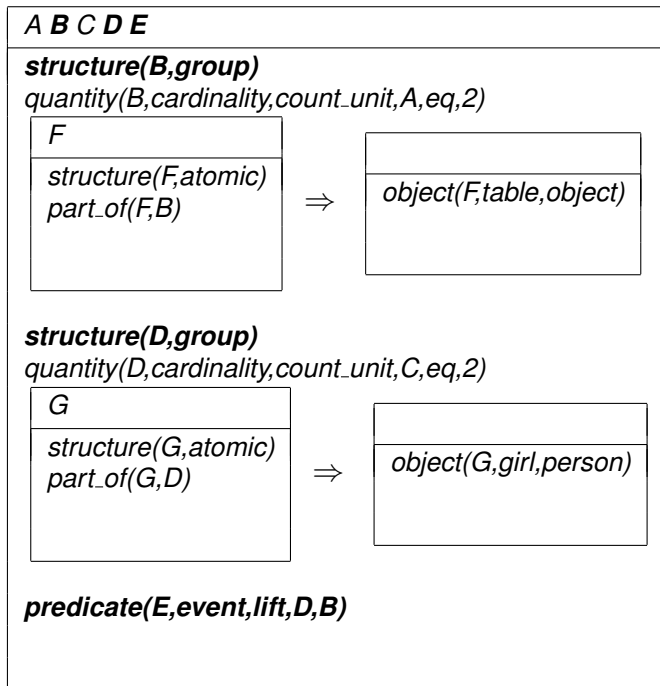 A B C D E
structure(B,group)
quantity(B,cardinality,count_unit,A,eq,2)
F
structure(F,atomic)
part_of(F,B)
⇒
object(F,table,object)
structure(D,group)
quantity(D,cardinality,count_unit,C,eq,2)
G
structure(G,atomic)
part_of(G,D)
⇒
object(G,girl,person)
predicate(E,event,lift,D,B)